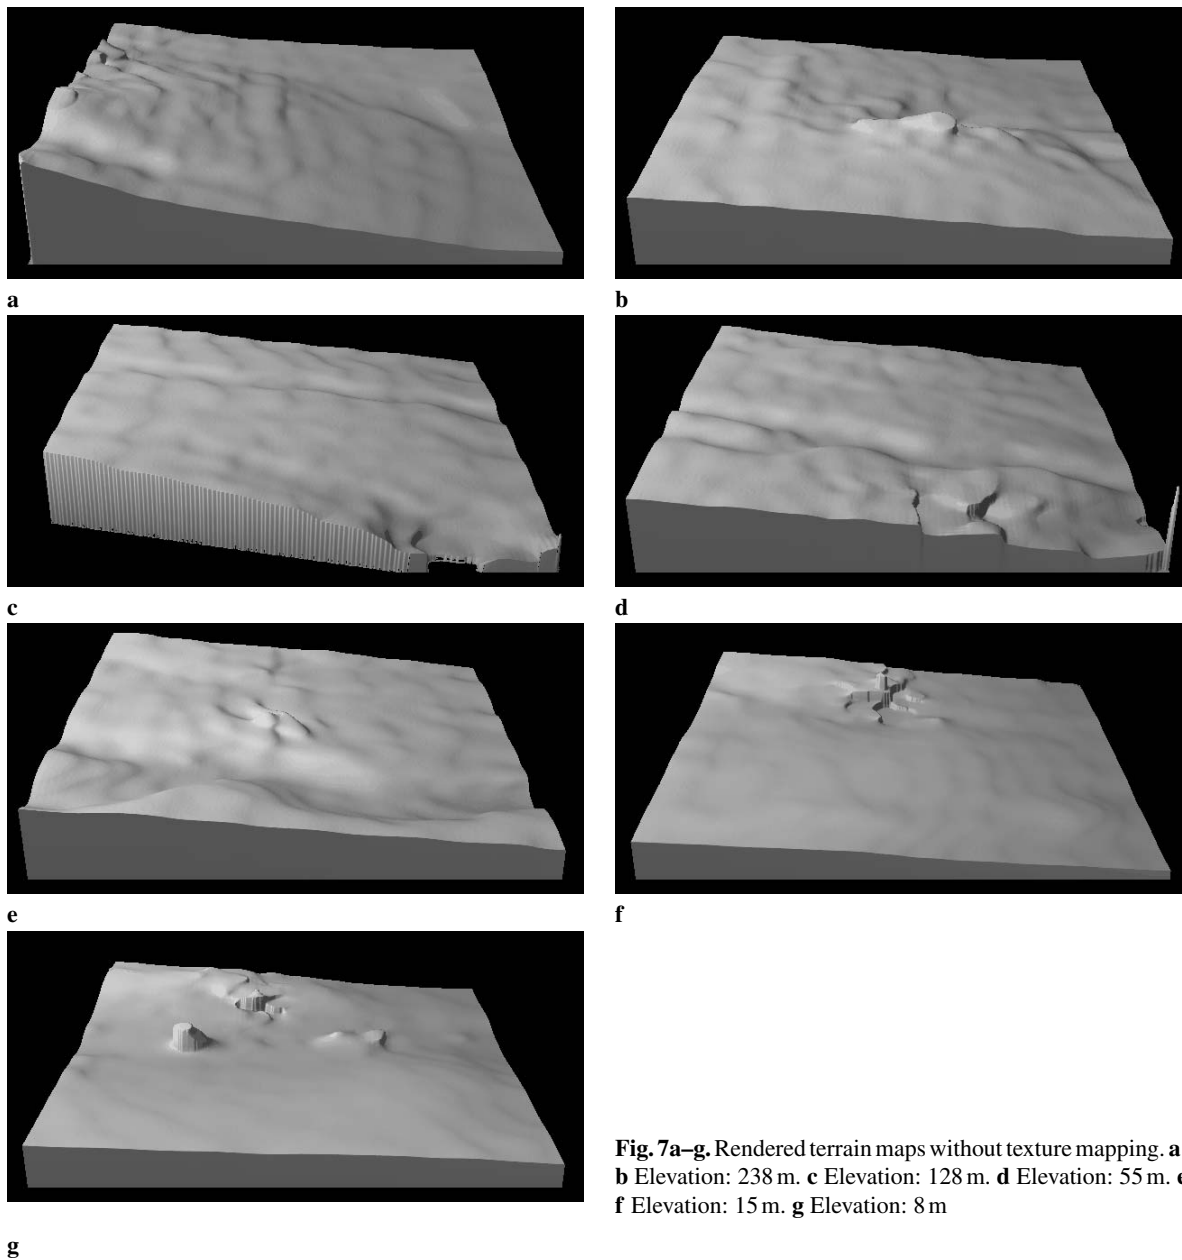 a
b
c
d
e
f
g
Fig. 7a–g. Rendered terrain maps without texture mapping. a
b Elevation: 238 m. c Elevation: 128 m. d Elevation: 55 m.
f Elevation: 15 m. g Elevation: 8 m